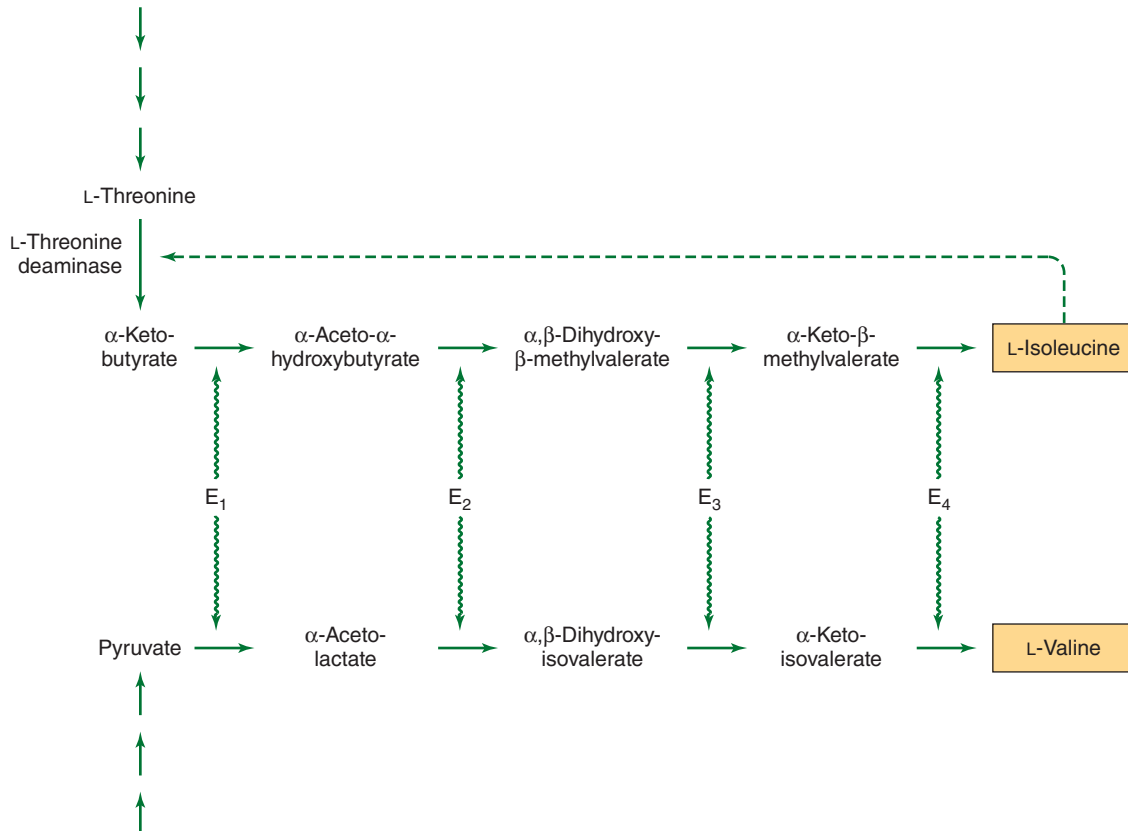 L-Threonine
L-Threonine
deaminase
α-Keto-
butyrate
α-Aceto-α-
hydroxybutyrate
α,β-Dihydroxy-
β-methylvalerate
α-Keto-β-
methylvalerate
L-Isoleucine
E1
E2
E3
E4
Pyruvate
α-Aceto-
lactate
α,β-Dihydroxy-
isovalerate
α-Keto-
isovalerate
L-Valine